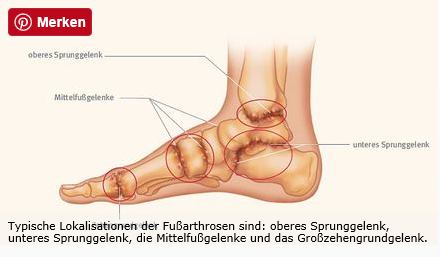 Merken
oberes Sprunggelenk
Mittelfußgelenke
unteres Sprunggelenk
Typische Lokalisationen der Fußarthrosen sind: oberes Sprunggelenk,
unteres Sprunggelenk, die Mittelfußgelenke und das Großzehengrundgelenk.